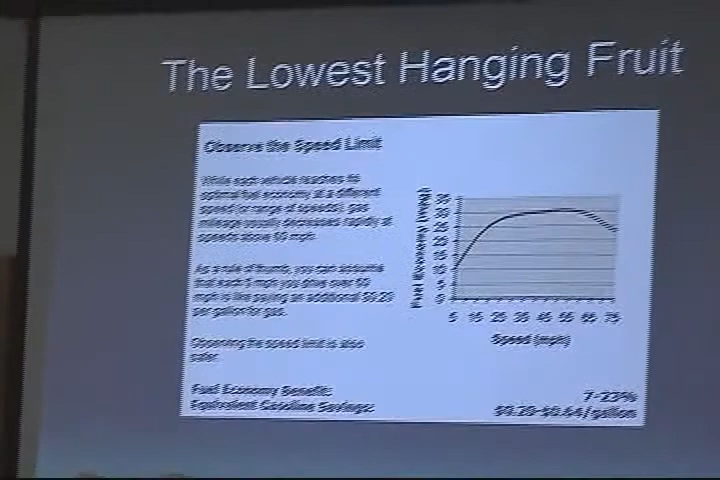 The Lowest Hanging Fruit
Observe the Speed Limit
While each vehicle reaches its
optimal fuel economy at a different
speed (or range of speeds), gas
mileage usually decreases rapidly at
speeds above 60 mph.
As a rule of thumb, you can assume
that each 5 mph you drive over 60
mph is like paying an additional $0.20
per gallon for gas.
Observing the speed limit is also
safer.
Fuel Economy Benefit: 7-23%
Equivalent Gasoline Savings: $0.20-$0.64/gallon
Fuel Economy (mpg)
5 15 25 35 45 55 65 75
Speed (mph)